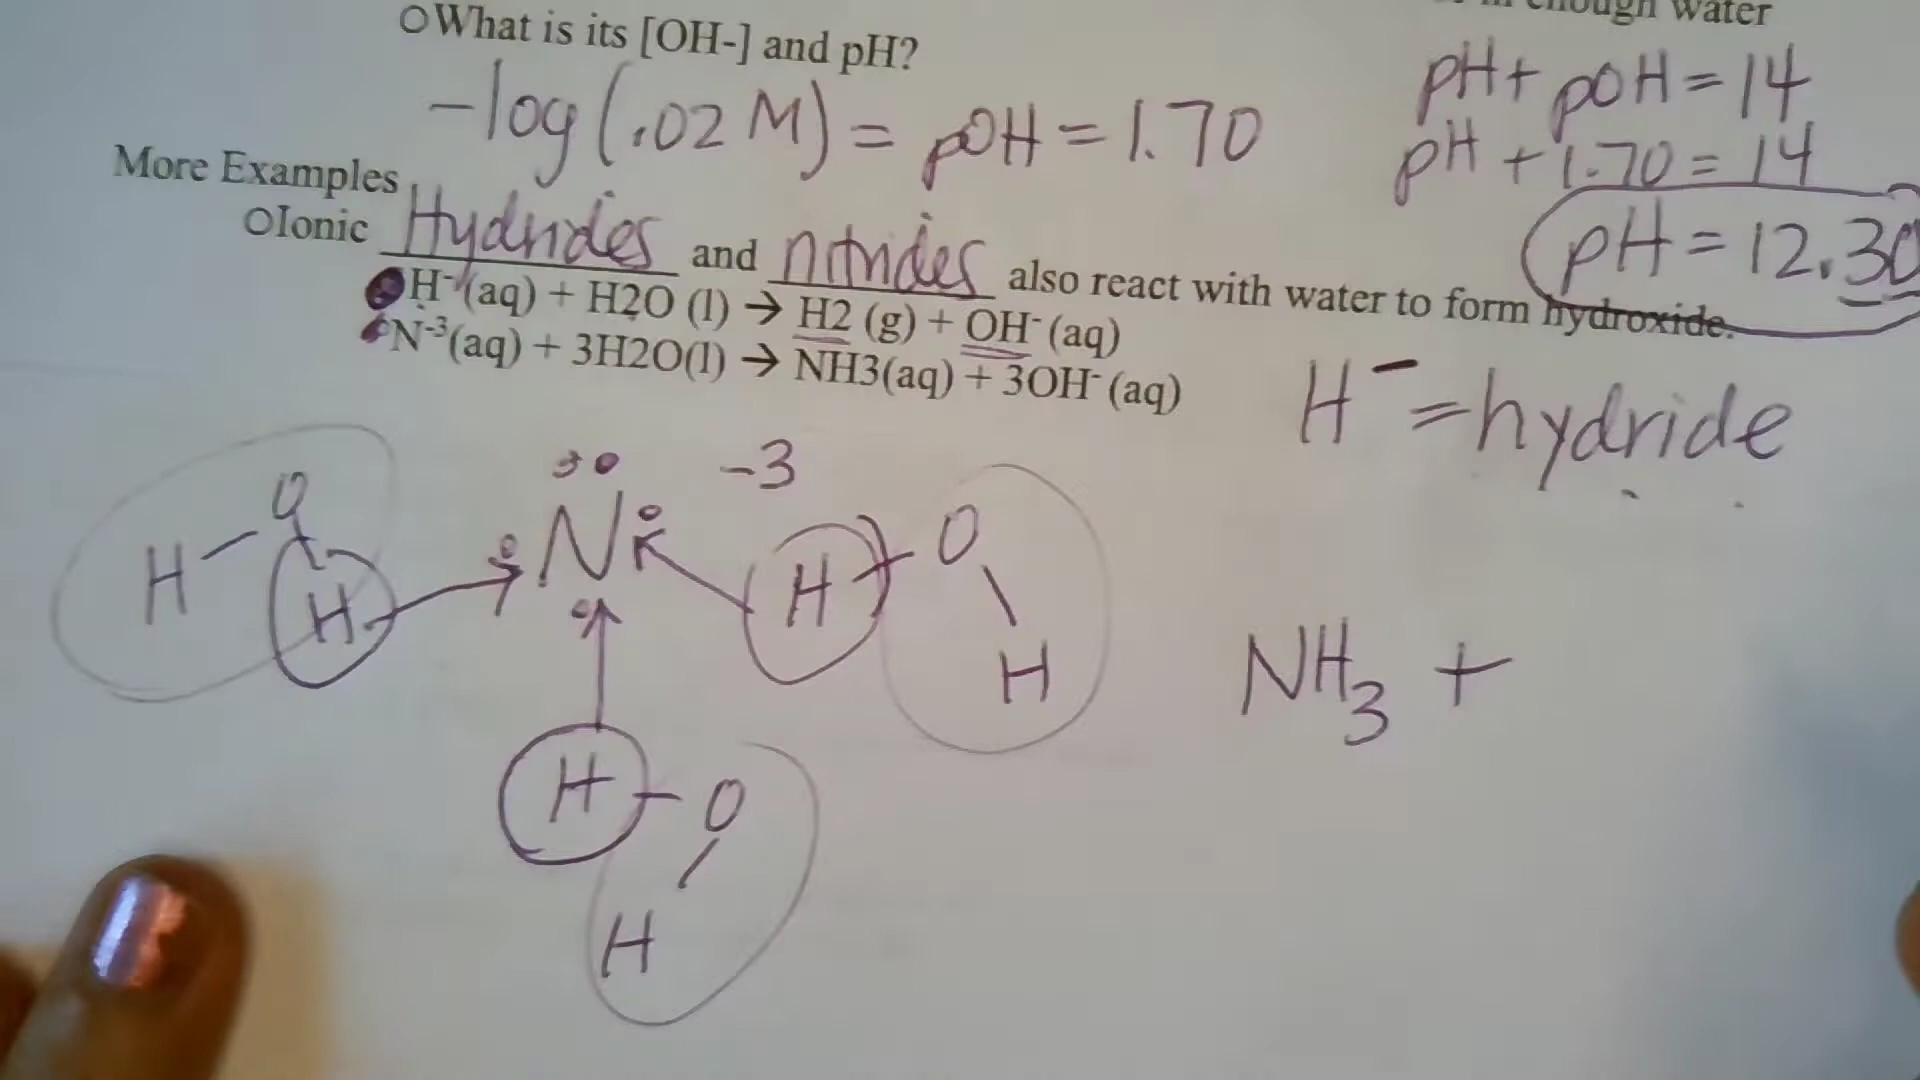 in enough water
What is its [OH-] and pH?
-log(.02 M) = pOH = 1.70
pH + pOH = 14
pH + 1.70 = 14
pH = 12.30
More Examples
Ionic Hydrides and nitrides also react with water to form hydroxide.
H⁻(aq) + H2O (l) → H2 (g) + OH⁻ (aq)
N⁻³(aq) + 3H2O(l) → NH3(aq) + 3OH⁻ (aq)
H⁻ = hydride
N -3
H - O
H
H - O
H
NH₃ +
H - O
H